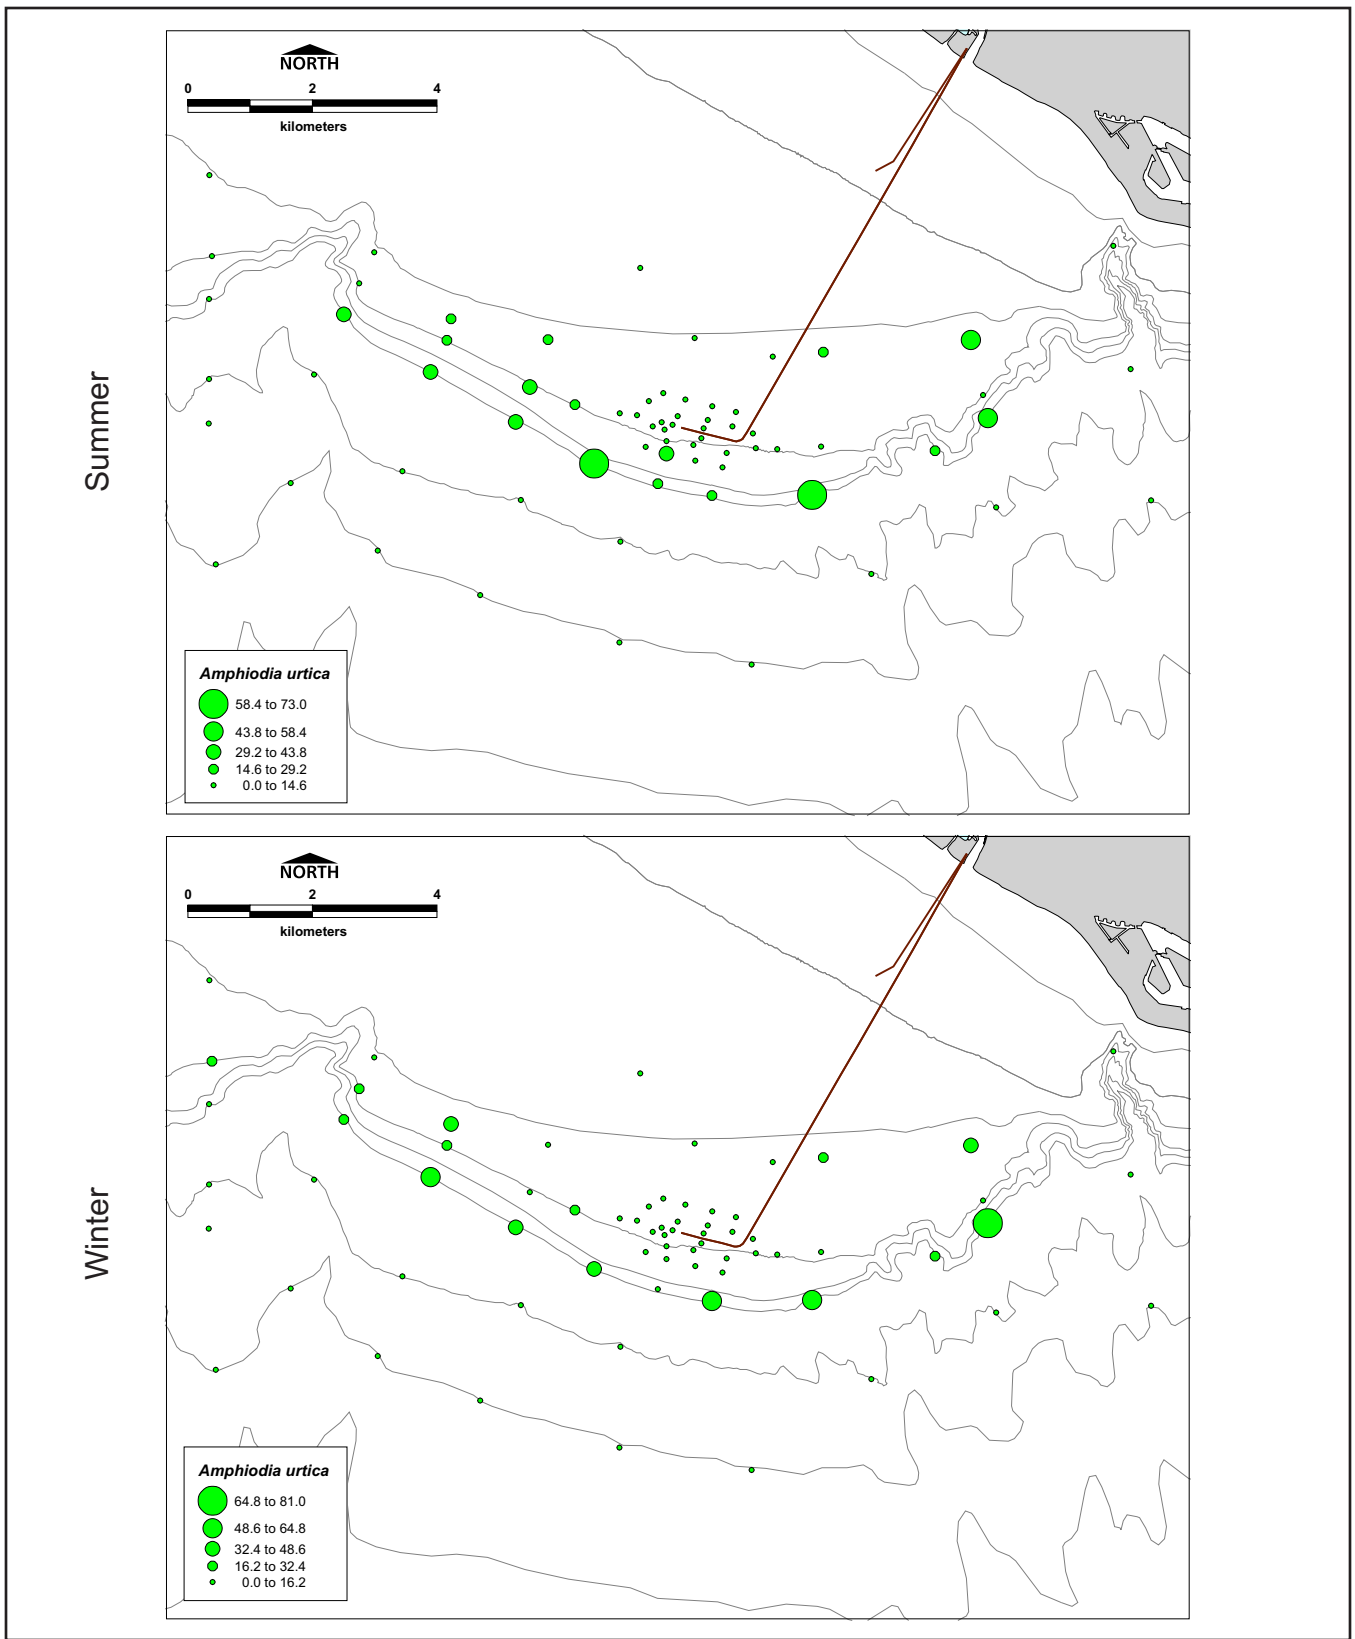 NORTH
0 2 4
kilometers
Summer
Amphiodia urtica
58.4 to 73.0
43.8 to 58.4
29.2 to 43.8
14.6 to 29.2
0.0 to 14.6
NORTH
0 2 4
kilometers
Winter
Amphiodia urtica
64.8 to 81.0
48.6 to 64.8
32.4 to 48.6
16.2 to 32.4
0.0 to 16.2